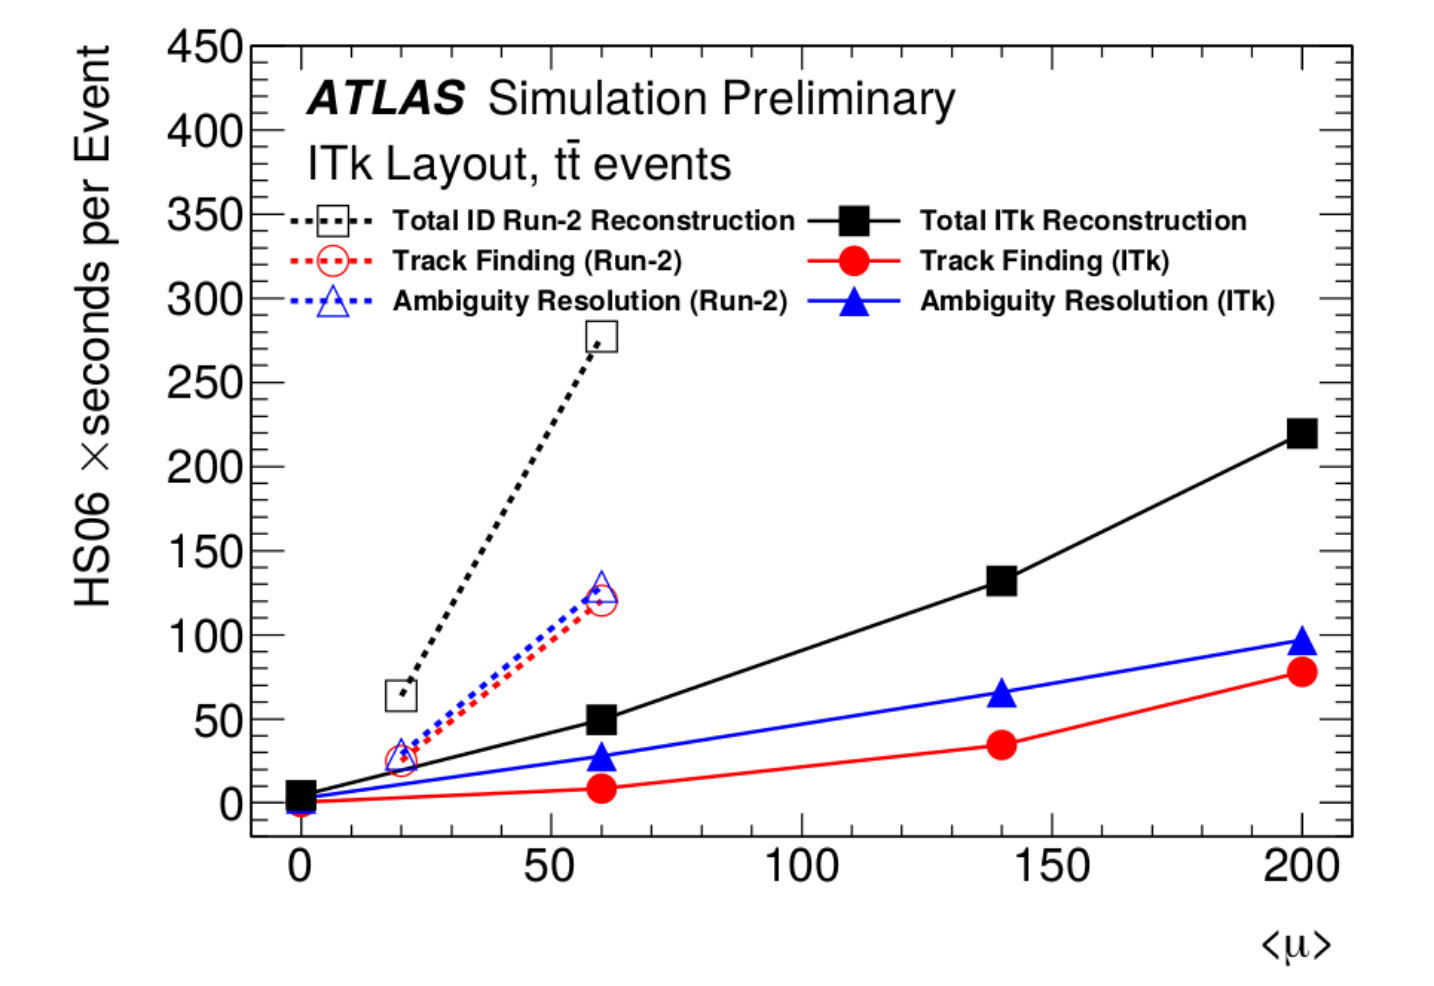 HS06 ×seconds per Event
450
400
350
300
250
200
150
100
50
0
ATLAS Simulation Preliminary
ITk Layout, tt̄ events
Total ID Run-2 Reconstruction
Total ITk Reconstruction
Track Finding (Run-2)
Track Finding (ITk)
Ambiguity Resolution (Run-2)
Ambiguity Resolution (ITk)
0 50 100 150 200
<μ>